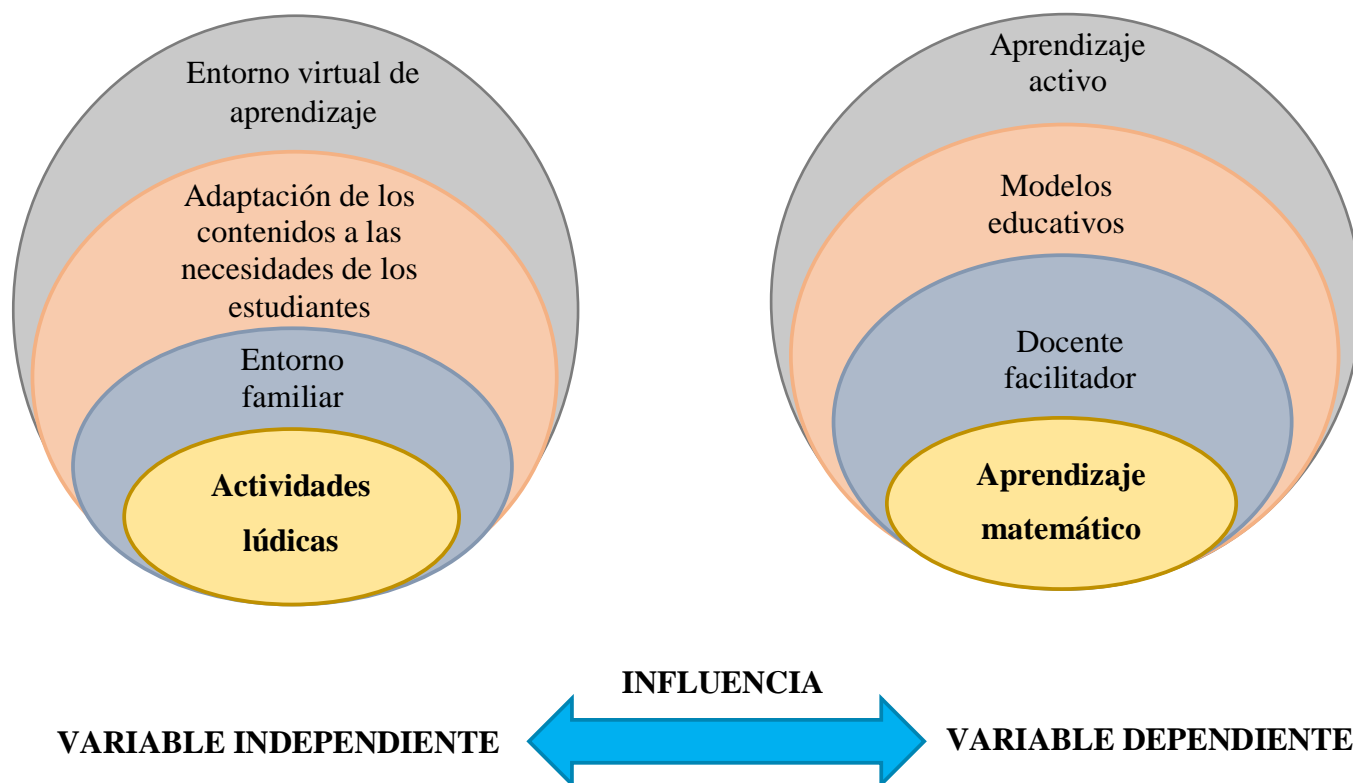 Entorno virtual de
aprendizaje
Adaptación de los
contenidos a las
necesidades de los
estudiantes
Entorno
familiar
Actividades
lúdicas
Aprendizaje
activo
Modelos
educativos
Docente
facilitador
Aprendizaje
matemático
INFLUENCIA
VARIABLE INDEPENDIENTE
VARIABLE DEPENDIENTE